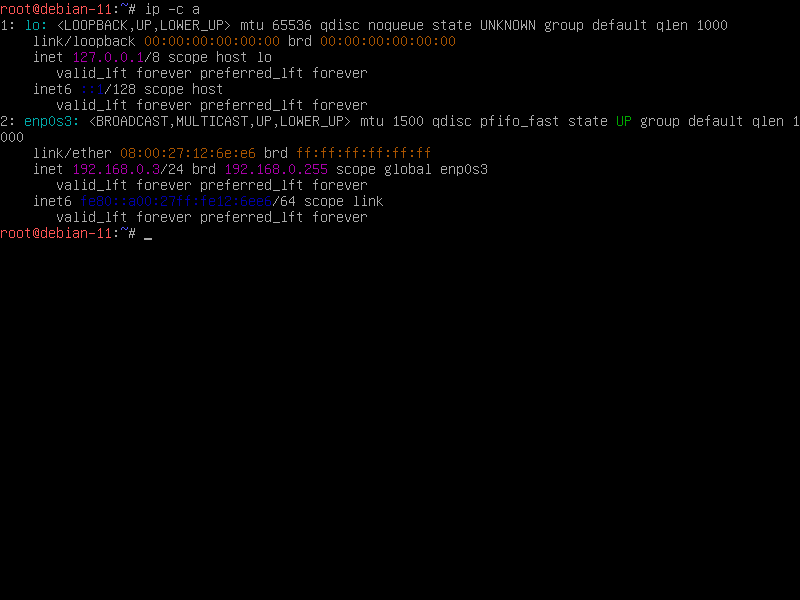 root@debian-11:~# ip -c a
1: lo: <LOOPBACK,UP,LOWER_UP> mtu 65536 qdisc noqueue state UNKNOWN group default qlen 1000
    link/loopback 00:00:00:00:00:00 brd 00:00:00:00:00:00
    inet 127.0.0.1/8 scope host lo
       valid_lft forever preferred_lft forever
    inet6 ::1/128 scope host
       valid_lft forever preferred_lft forever
2: enp0s3: <BROADCAST,MULTICAST,UP,LOWER_UP> mtu 1500 qdisc pfifo_fast state UP group default qlen 1
000
    link/ether 08:00:27:12:6e:e6 brd ff:ff:ff:ff:ff:ff
    inet 192.168.0.3/24 brd 192.168.0.255 scope global enp0s3
       valid_lft forever preferred_lft forever
    inet6 fe80::a00:27ff:fe12:6ee6/64 scope link
       valid_lft forever preferred_lft forever
root@debian-11:~# _